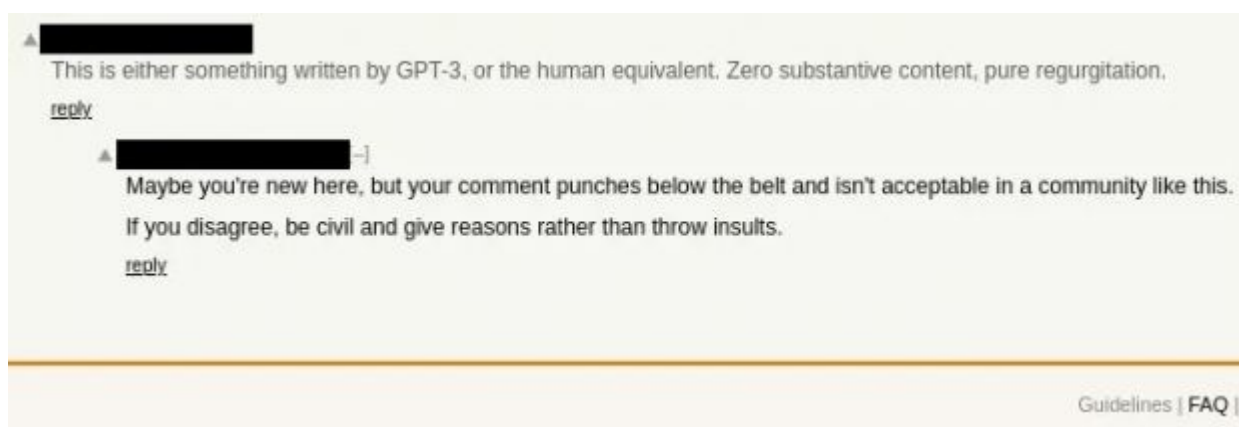 This is either something written by GPT-3, or the human equivalent. Zero substantive content, pure regurgitation.
reply
[–]
Maybe you're new here, but your comment punches below the belt and isn't acceptable in a community like this.
If you disagree, be civil and give reasons rather than throw insults.
reply
Guidelines | FAQ |